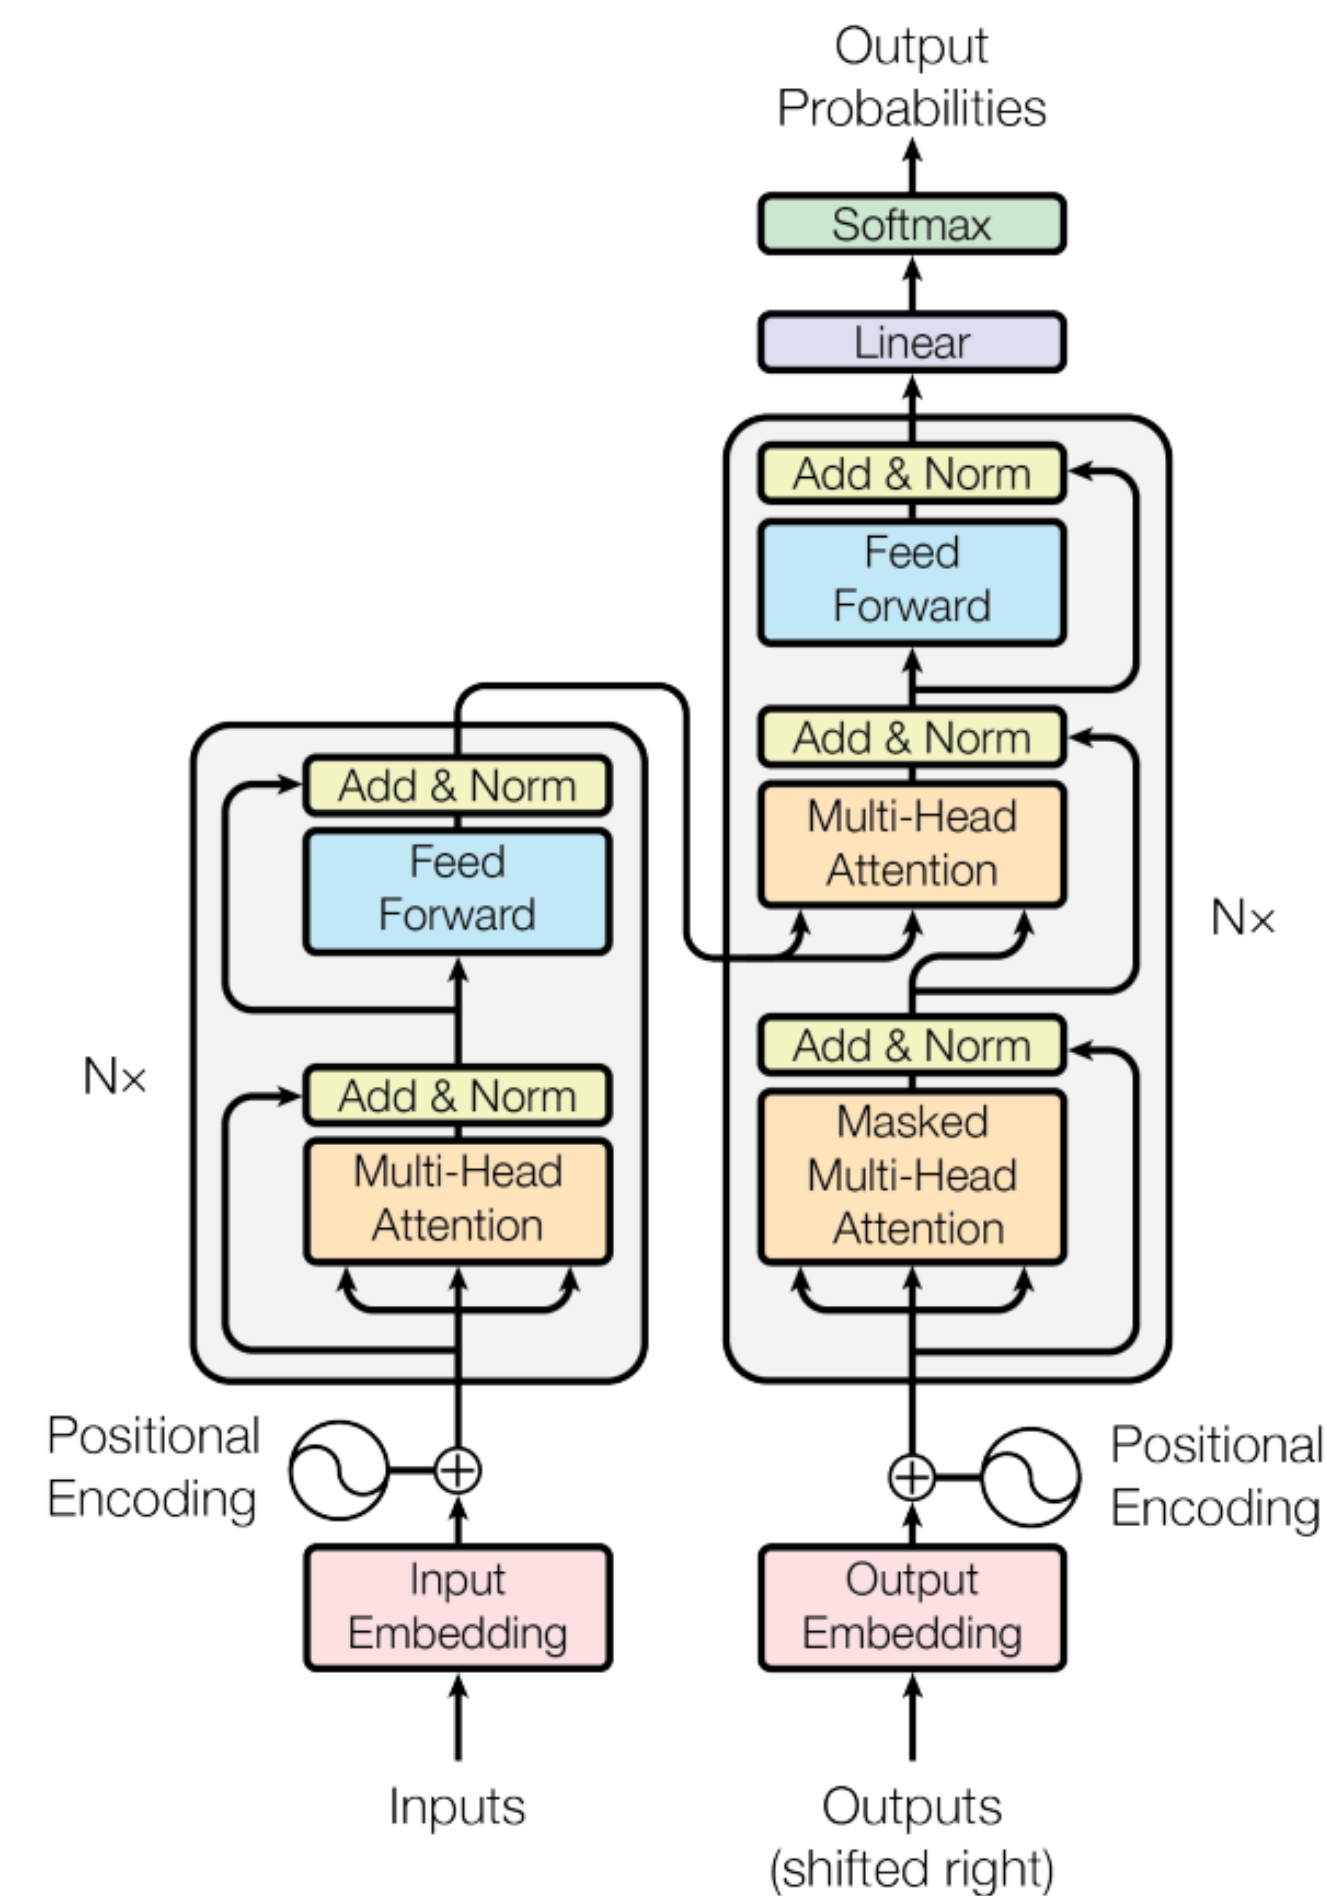 Output
Probabilities
Softmax
Linear
Add & Norm
Feed
Forward
Add & Norm
Multi-Head
Attention
Nx
Add & Norm
Masked
Multi-Head
Attention
Add & Norm
Feed
Forward
Nx
Add & Norm
Multi-Head
Attention
Positional
Encoding
Positional
Encoding
Input
Embedding
Output
Embedding
Inputs
Outputs
(shifted right)